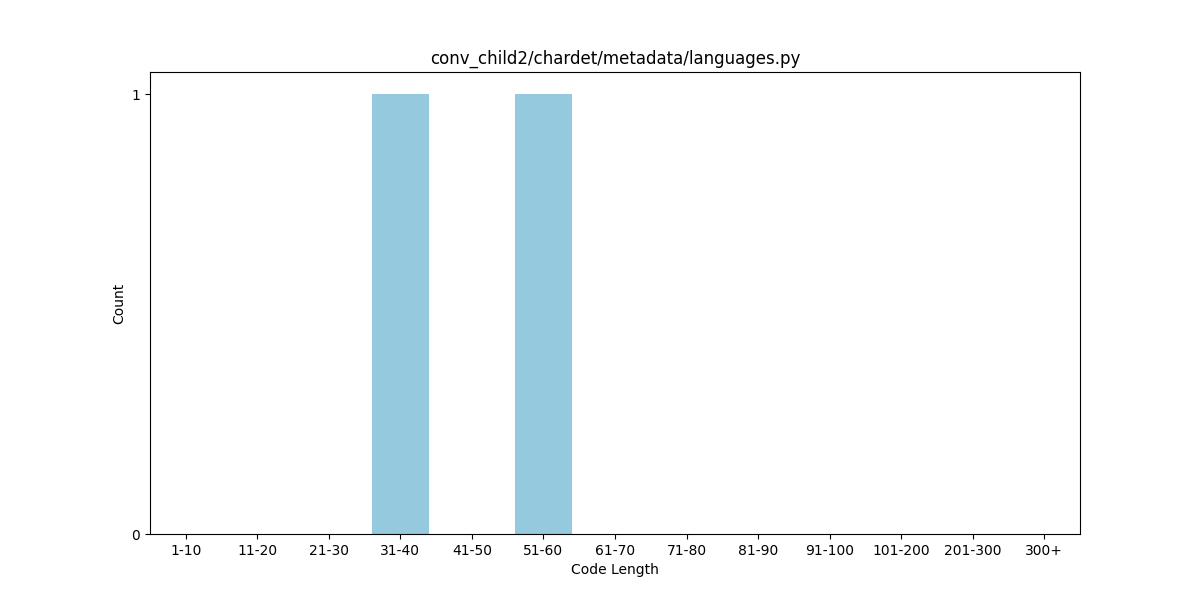 conv_child2/chardet/metadata/languages.py
1
Count
0
1-10 11-20 21-30 31-40 41-50 51-60 61-70 71-80 81-90 91-100 101-200 201-300 300+
Code Length